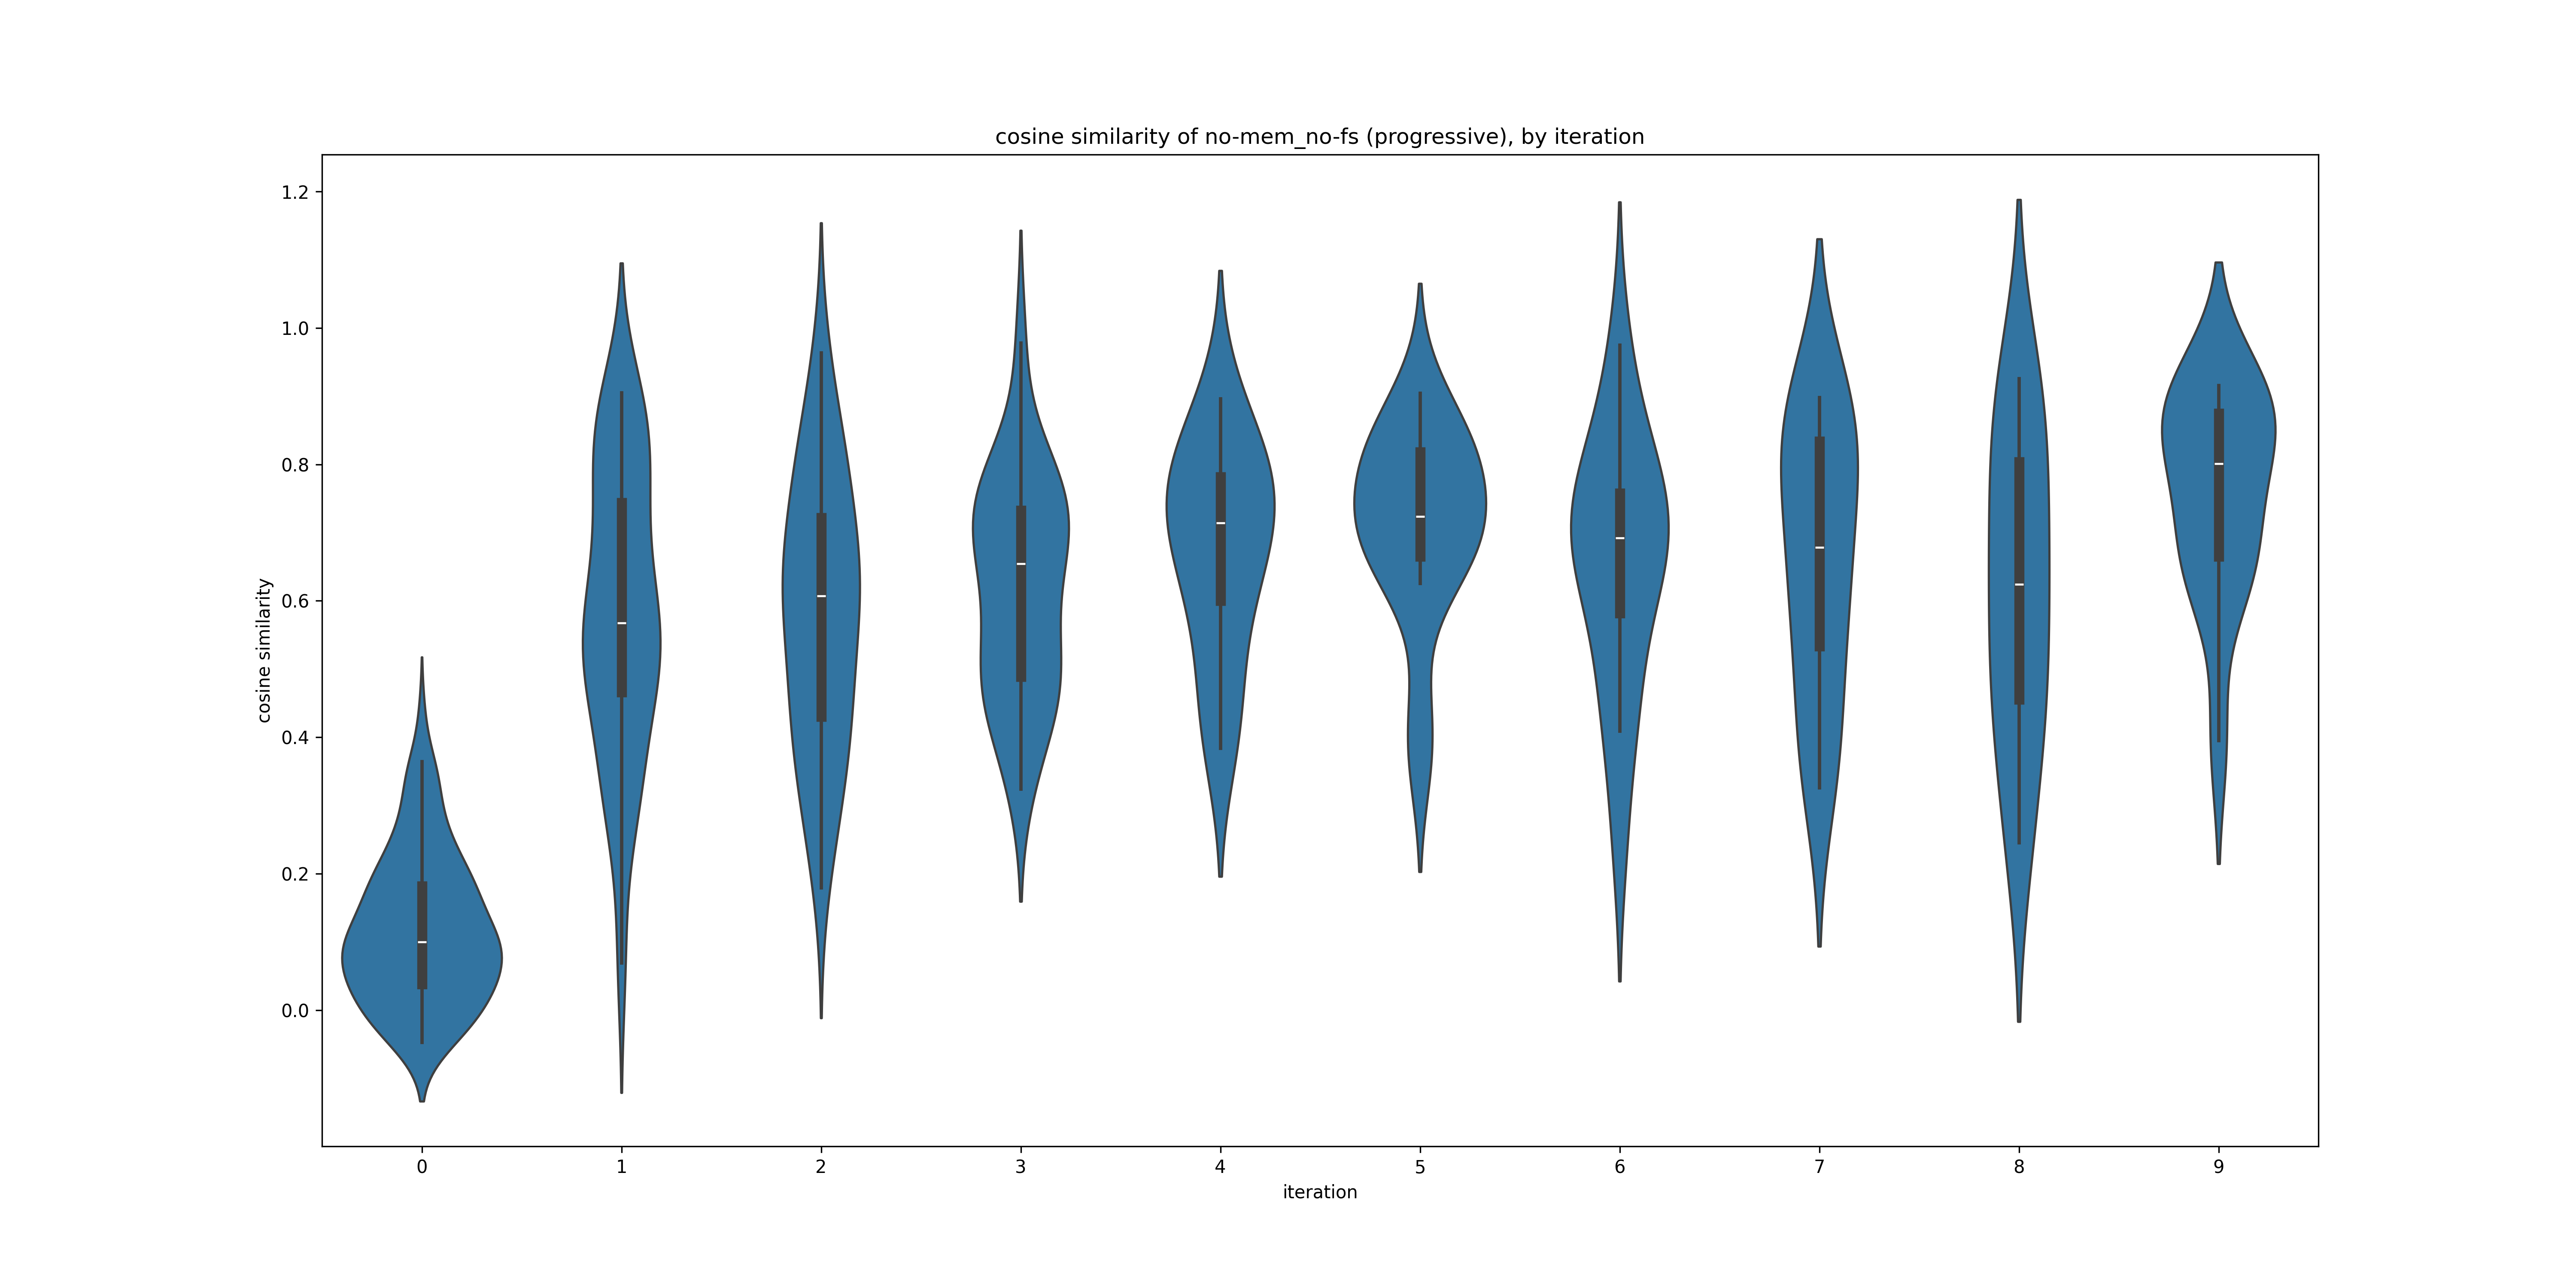 cosine similarity of no-mem_no-fs (progressive), by iteration
1.2
1.0
0.8
0.6
0.4
0.2
0.0
cosine similarity
0 1 2 3 4 5 6 7 8 9
iteration